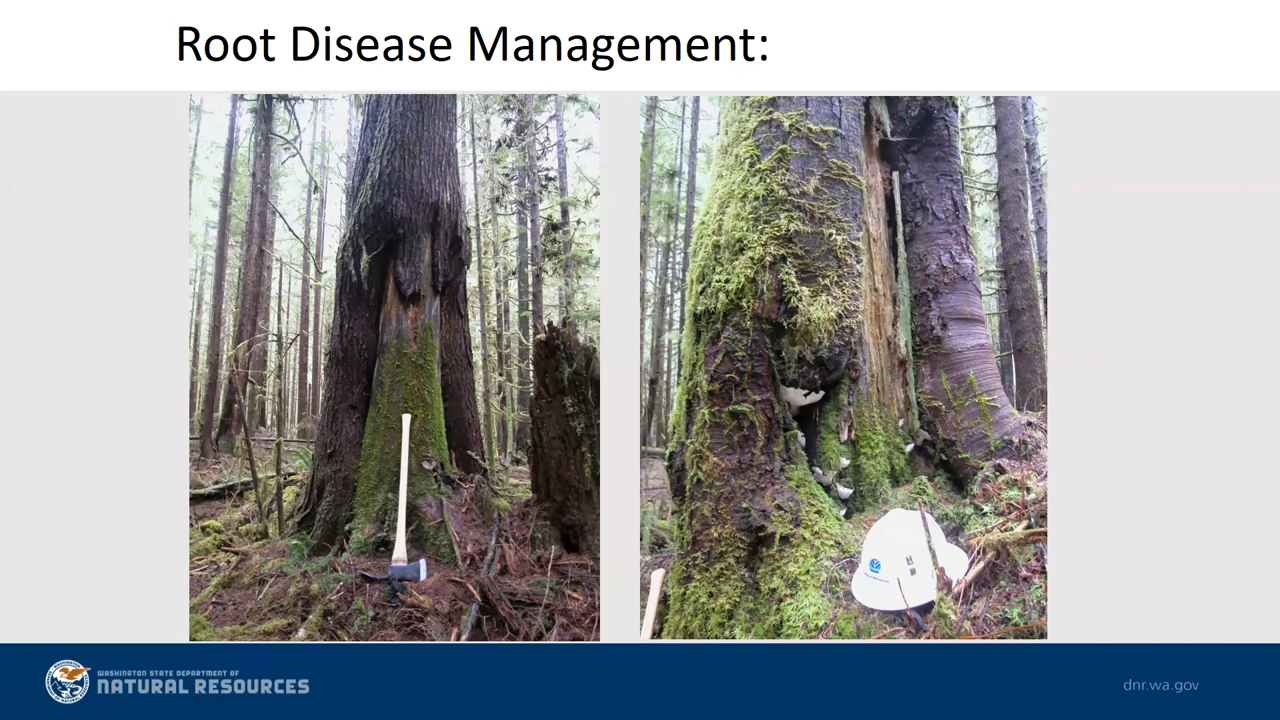 Root Disease Management:
WASHINGTON STATE DEPARTMENT OF
NATURAL RESOURCES
dnr.wa.gov